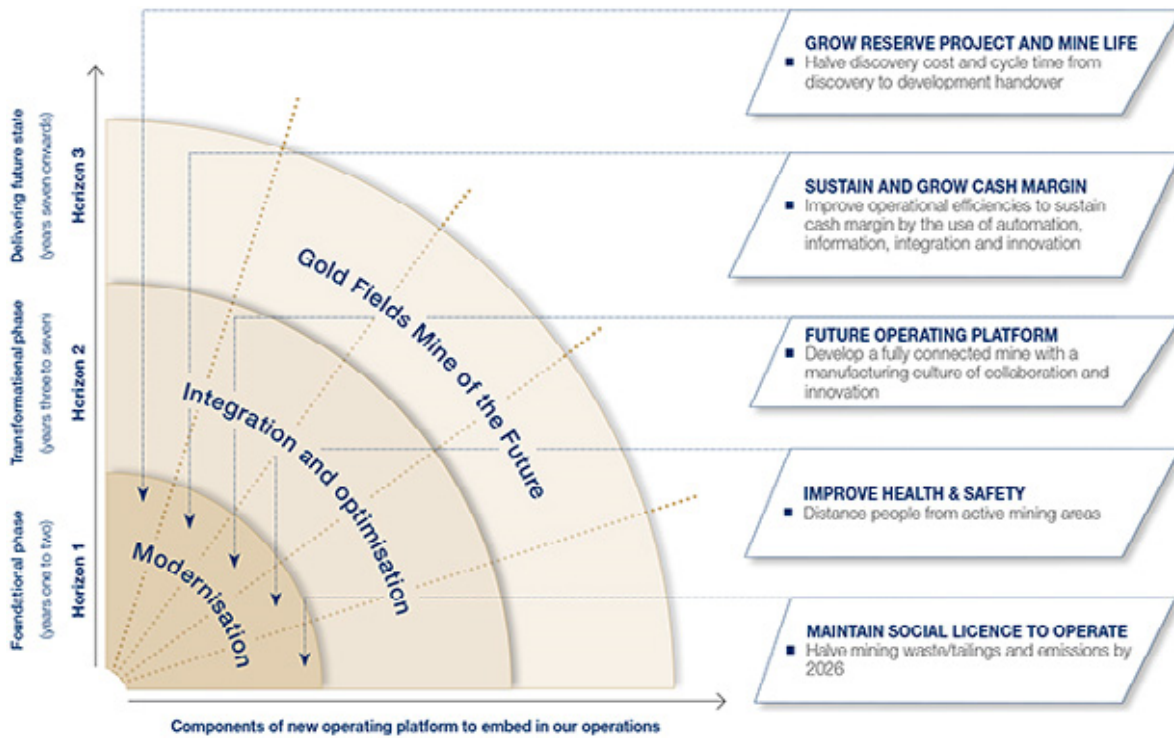 GROW RESERVE PROJECT AND MINE LIFE
▪ Halve discovery cost and cycle time from
discovery to development handover
SUSTAIN AND GROW CASH MARGIN
▪ Improve operational efficiencies to sustain
cash margin by the use of automation,
information, integration and innovation
FUTURE OPERATING PLATFORM
▪ Develop a fully connected mine with a
manufacturing culture of collaboration and
innovation
IMPROVE HEALTH & SAFETY
▪ Distance people from active mining areas
MAINTAIN SOCIAL LICENCE TO OPERATE
▪ Halve mining waste/tailings and emissions by
2026
Delivering future state
(years seven onwards)
Horizon 3
Transformational phase
(years three to seven)
Horizon 2
Foundational phase
(years one to two)
Horizon 1
Gold Fields Mine of the Future
Integration and optimisation
Modernisation
Components of new operating platform to embed in our operations